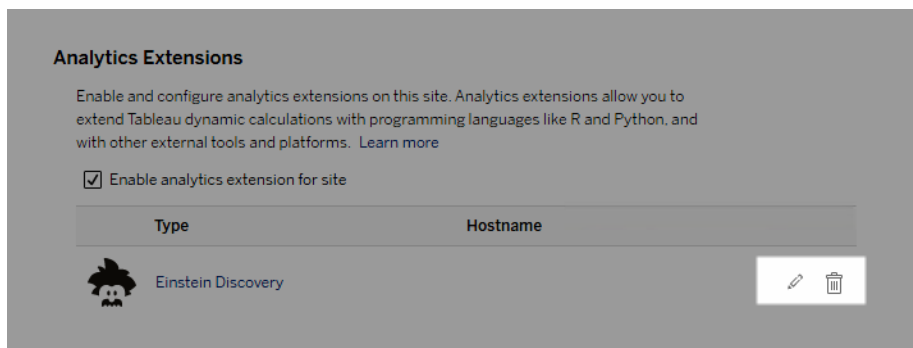 Analytics Extensions
Enable and configure analytics extensions on this site. Analytics extensions allow you to
extend Tableau dynamic calculations with programming languages like R and Python, and
with other external tools and platforms. Learn more
Enable analytics extension for site
Type Hostname
Einstein Discovery